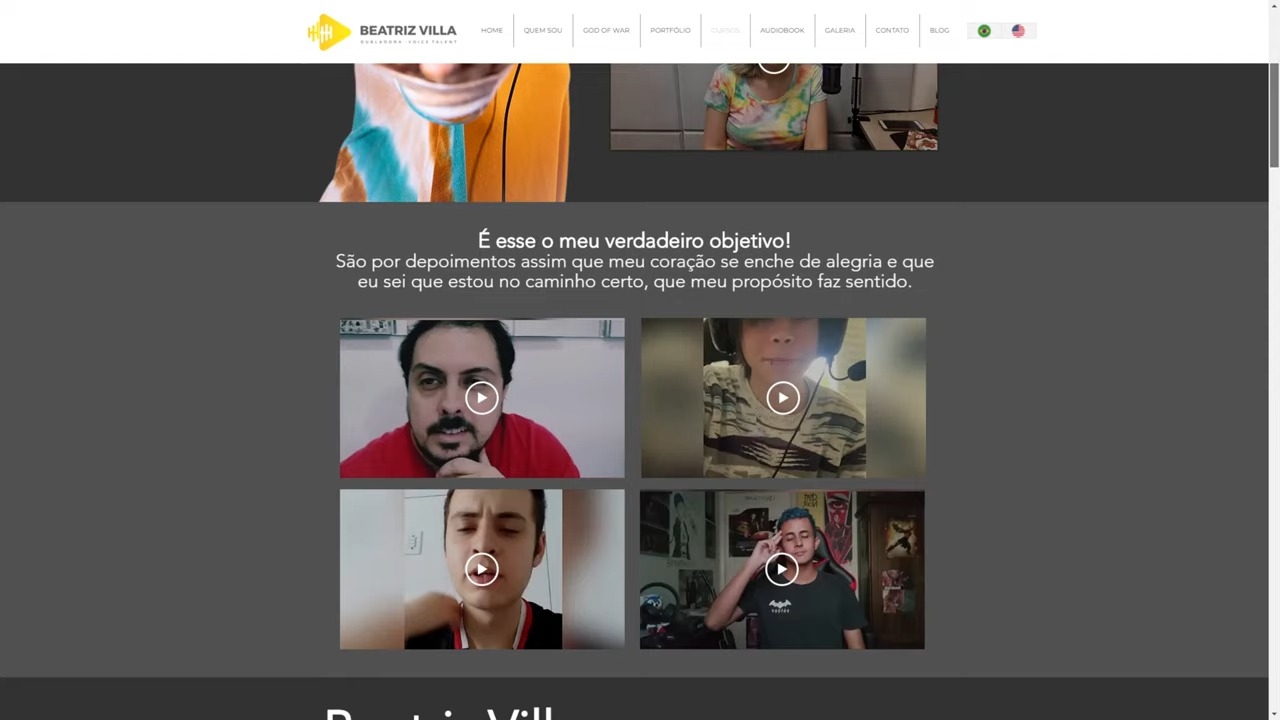 BEATRIZ VILLA
DUBLADORA · VOICE TALENT
HOME
QUEM SOU
GOD OF WAR
PORTFÓLIO
CURSOS
AUDIOBOOK
GALERIA
CONTATO
BLOG
É esse o meu verdadeiro objetivo!
São por depoimentos assim que meu coração se enche de alegria e que
eu sei que estou no caminho certo, que meu propósito faz sentido.